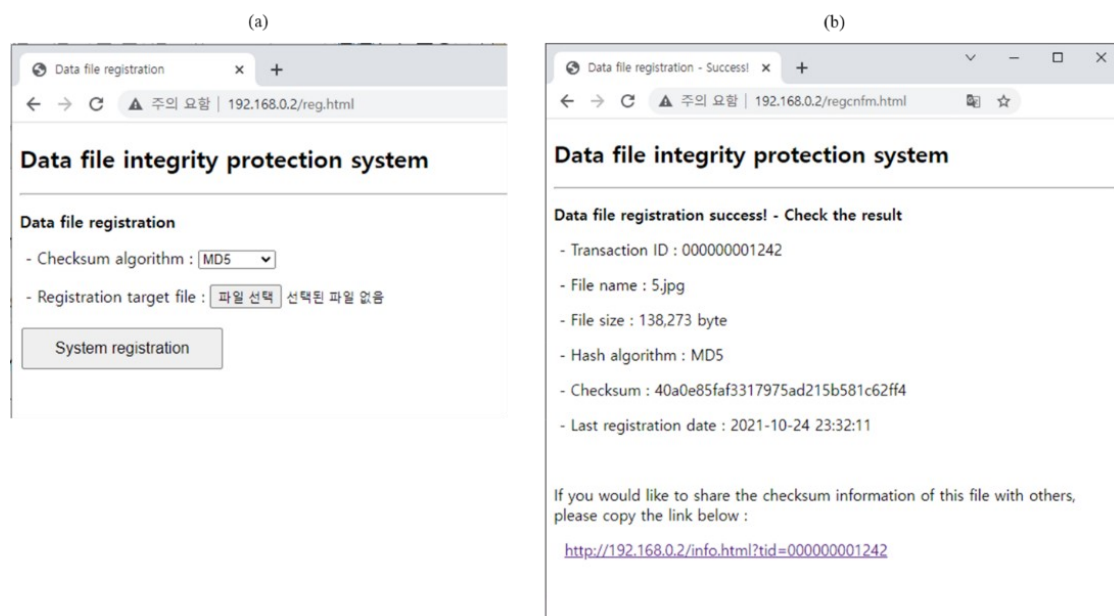 (a)
Data file registration
주의 요함 | 192.168.0.2/reg.html
Data file integrity protection system
Data file registration
- Checksum algorithm : MD5
- Registration target file : 파일 선택 선택된 파일 없음
System registration
(b)
Data file registration - Success!
주의 요함 | 192.168.0.2/regcnfm.html
Data file integrity protection system
Data file registration success! - Check the result
- Transaction ID : 000000001242
- File name : 5.jpg
- File size : 138,273 byte
- Hash algorithm : MD5
- Checksum : 40a0e85faf3317975ad215b581c62ff4
- Last registration date : 2021-10-24 23:32:11
If you would like to share the checksum information of this file with others,
please copy the link below :
http://192.168.0.2/info.html?tid=000000001242